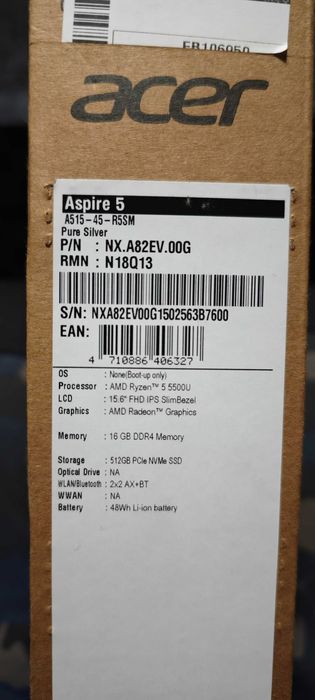 ER106050
acer
Aspire 5
A515-45-R5SM
Pure Silver
P/N : NX.A82EV.00G
RMN : N18Q13
S/N: NXA82EV00G1502563B7600
EAN:
4 710886 406327
OS : None(Boot-up only)
Processor : AMD Ryzen™ 5 5500U
LCD : 15.6" FHD IPS SlimBezel
Graphics : AMD Radeon™ Graphics
Memory : 16 GB DDR4 Memory
Storage : 512GB PCIe NVMe SSD
Optical Drive : NA
WLAN/Bluetooth : 2x2 AX+BT
WWAN : NA
Battery : 48Wh Li-ion battery